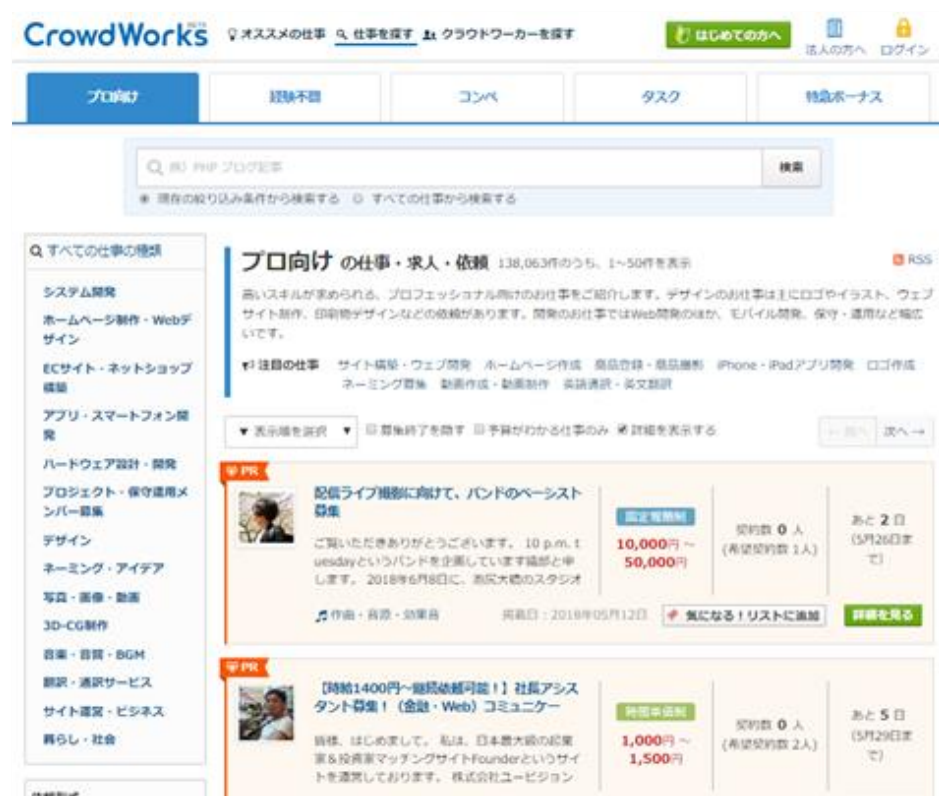 CrowdWorks BETA
オススメの仕事 仕事を探す クラウドワーカーを探す
はじめての方へ
法人の方へ
ログイン
プロ向け
経験不問
コンペ
タスク
特急ボーナス
例) PHP ブログ記事
検索
現在の絞り込み条件から検索する すべての仕事から検索する
すべての仕事の種類
システム開発
ホームページ制作・Webデ
ザイン
ECサイト・ネットショップ
構築
アプリ・スマートフォン開
発
ハードウェア設計・開発
プロジェクト・保守運用メ
ンバー募集
デザイン
ネーミング・アイデア
写真・画像・動画
3D-CG制作
音楽・音響・BGM
翻訳・通訳サービス
サイト運営・ビジネス
暮らし・社会
プロ向け の仕事・求人・依頼 138,063件のうち、1~50件を表示
RSS
高いスキルが求められる、プロフェッショナル向けのお仕事をご紹介します。デザインのお仕事は主にロゴやイラスト、ウェブ
サイト制作、印刷物デザインなどの依頼があります。開発のお仕事ではWeb開発のほか、モバイル開発、保守・運用など幅広
いです。
注目の仕事 サイト構築・ウェブ開発 ホームページ作成 商品登録・商品撮影 iPhone・iPadアプリ開発 ロゴ作成
ネーミング募集 動画作成・動画制作 英語通訳・英文翻訳
▼ 表示順を選択 ▼ 募集終了を隠す 予算がわかる仕事のみ 詳細を表示する
← 前へ 次へ →
PR
配信ライブ撮影に向けて、バンドのベーシスト
募集
ご覧いただきありがとうございます。 10 p.m. t
uesdayというバンドを企画しています
します。 2018年6月8日に、
固定報酬制
10,000円 ~
50,000円
契約数 0 人
(希望契約数 1人)
あと 2 日
(5月26日ま
で)
作曲・音源・効果音 掲載日:2018年05月12日 気になる!リストに追加 詳細を見る
PR
【時給1400円~継続依頼可能!】社長アシス
タント募集!(金融・Web)コミュニケー
皆様、はじめまして。 私は、日本最大級の起業
家&投資家マッチングサイトFounderというサイ
トを運営しております。 株式会社ユービジョン
時間単価制
1,000円 ~
1,500円
契約数 0 人
(希望契約数 2人)
あと 5 日
(5月29日ま
で)